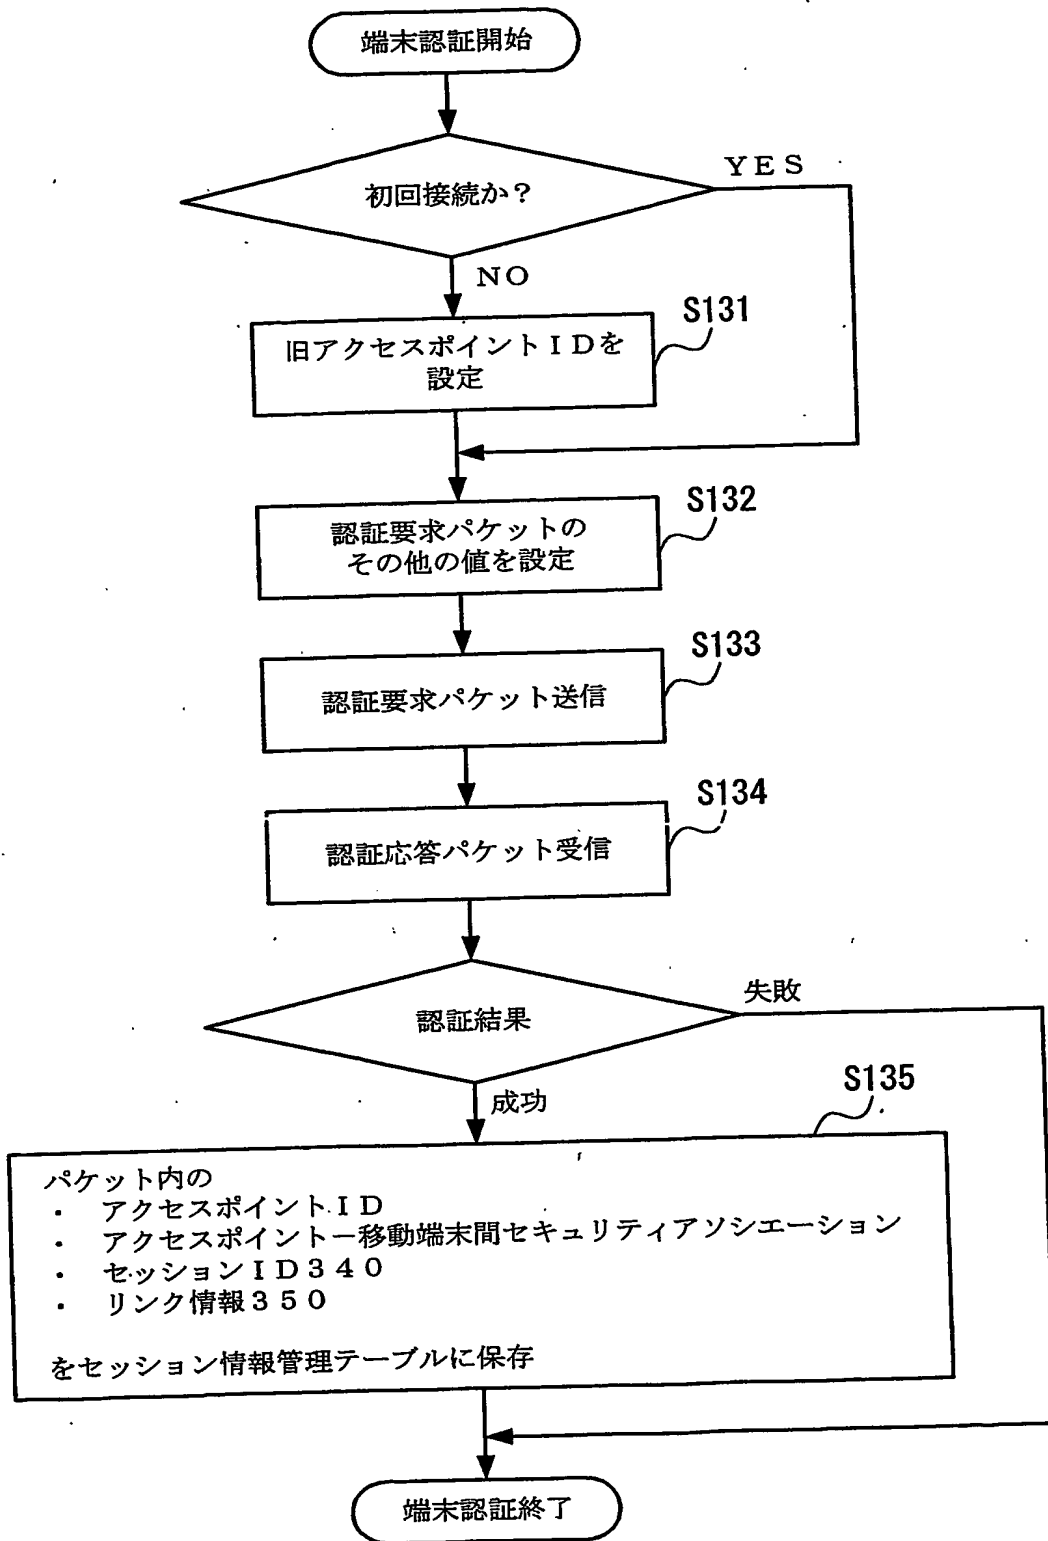 端末認証開始
初回接続か？
ＹＥＳ
ＮＯ
S131
旧アクセスポイントＩＤを
設定
S132
認証要求パケットの
その他の値を設定
S133
認証要求パケット送信
S134
認証応答パケット受信
認証結果
失敗
成功
S135
パケット内の
・ アクセスポイントＩＤ
・ アクセスポイント－移動端末間セキュリティアソシエーション
・ セッションＩＤ３４０
・ リンク情報３５０
をセッション情報管理テーブルに保存
端末認証終了